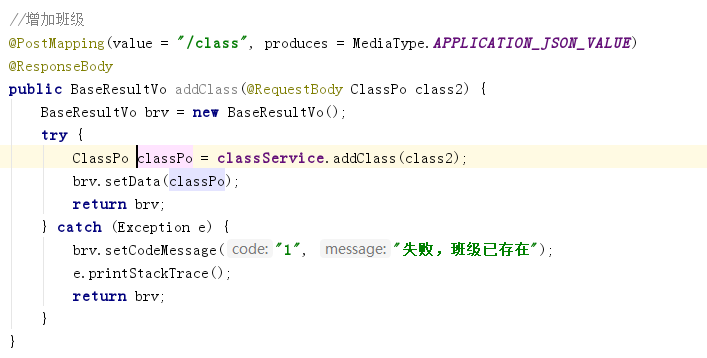 //增加班级
@PostMapping(value = "/class", produces = MediaType.APPLICATION_JSON_VALUE)
@ResponseBody
public BaseResultVo addClass(@RequestBody ClassPo class2) {
    BaseResultVo brv = new BaseResultVo();
    try {
        ClassPo classPo = classService.addClass(class2);
        brv.setData(classPo);
        return brv;
    } catch (Exception e) {
        brv.setCodeMessage( code: "1", message: "失败，班级已存在");
        e.printStackTrace();
        return brv;
    }
}